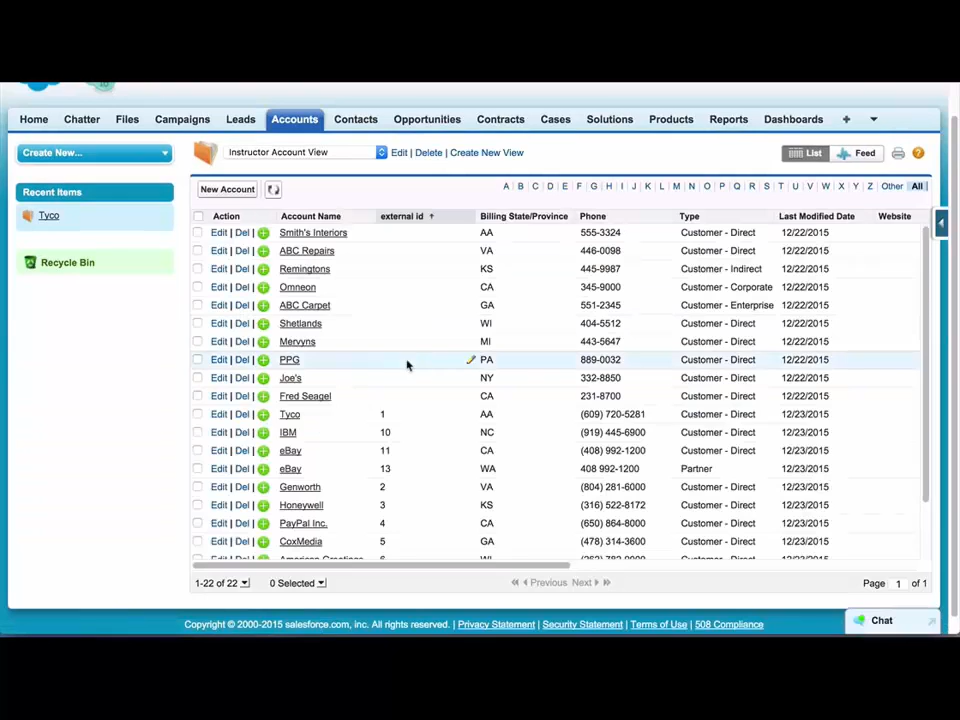 Home Chatter Files Campaigns Leads Accounts Contacts Opportunities Contracts Cases Solutions Products Reports Dashboards +
Create New...
Instructor Account View Edit | Delete | Create New View List Feed ?
Recent Items
Tyco
Recycle Bin
New Account A B C D E F G H I J K L M N O P Q R S T U V W X Y Z Other All
Action Account Name external id ↑ Billing State/Province Phone Type Last Modified Date Website
Edit | Del | Smith's Interiors AA 555-3324 Customer - Direct 12/22/2015
Edit | Del | ABC Repairs VA 446-0098 Customer - Direct 12/22/2015
Edit | Del | Remingtons KS 445-9987 Customer - Indirect 12/22/2015
Edit | Del | Omneon CA 345-9000 Customer - Corporate 12/22/2015
Edit | Del | ABC Carpet GA 551-2345 Customer - Enterprise 12/22/2015
Edit | Del | Shetlands WI 404-5512 Customer - Direct 12/22/2015
Edit | Del | Mervyns MI 443-5647 Customer - Direct 12/22/2015
Edit | Del | PPG PA 889-0032 Customer - Direct 12/22/2015
Edit | Del | Joe's NY 332-8850 Customer - Direct 12/22/2015
Edit | Del | Fred Seagel CA 231-8700 Customer - Direct 12/22/2015
Edit | Del | Tyco 1 AA (609) 720-5281 Customer - Direct 12/23/2015
Edit | Del | IBM 10 NC (919) 445-6900 Customer - Direct 12/23/2015
Edit | Del | eBay 11 CA (408) 992-1200 Customer - Direct 12/23/2015
Edit | Del | eBay 13 WA 408 992-1200 Partner 12/23/2015
Edit | Del | Genworth 2 VA (804) 281-6000 Customer - Direct 12/23/2015
Edit | Del | Honeywell 3 KS (316) 522-8172 Customer - Direct 12/23/2015
Edit | Del | PayPal Inc. 4 CA (650) 864-8000 Customer - Direct 12/23/2015
Edit | Del | CoxMedia 5 GA (478) 314-3600 Customer - Direct 12/23/2015
Edit | Del | American Creations 6 WI Customer - Direct 12/23/2015
1-22 of 22 0 Selected Previous Next Page 1 of 1
Copyright © 2000-2015 salesforce.com, inc. All rights reserved. | Privacy Statement | Security Statement | Terms of Use | 508 Compliance
Chat